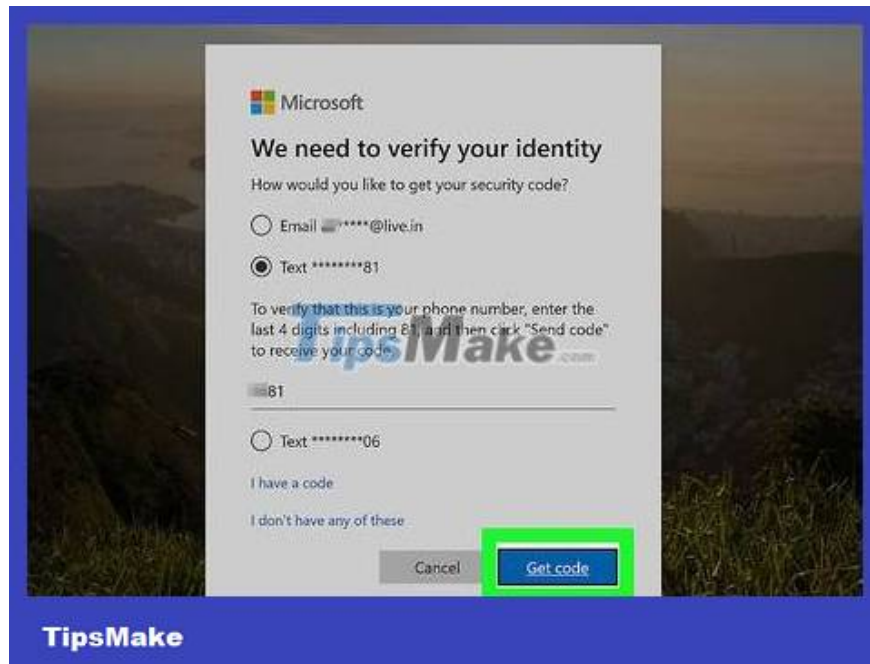 Microsoft
We need to verify your identity
How would you like to get your security code?
Email ****@live.in
Text ********81
To verify that this is your phone number, enter the
last 4 digits including 81, and then click "Send code"
to receive your code.
TipsMake.com
81
Text ********06
I have a code
I don't have any of these
Cancel
Get code
TipsMake